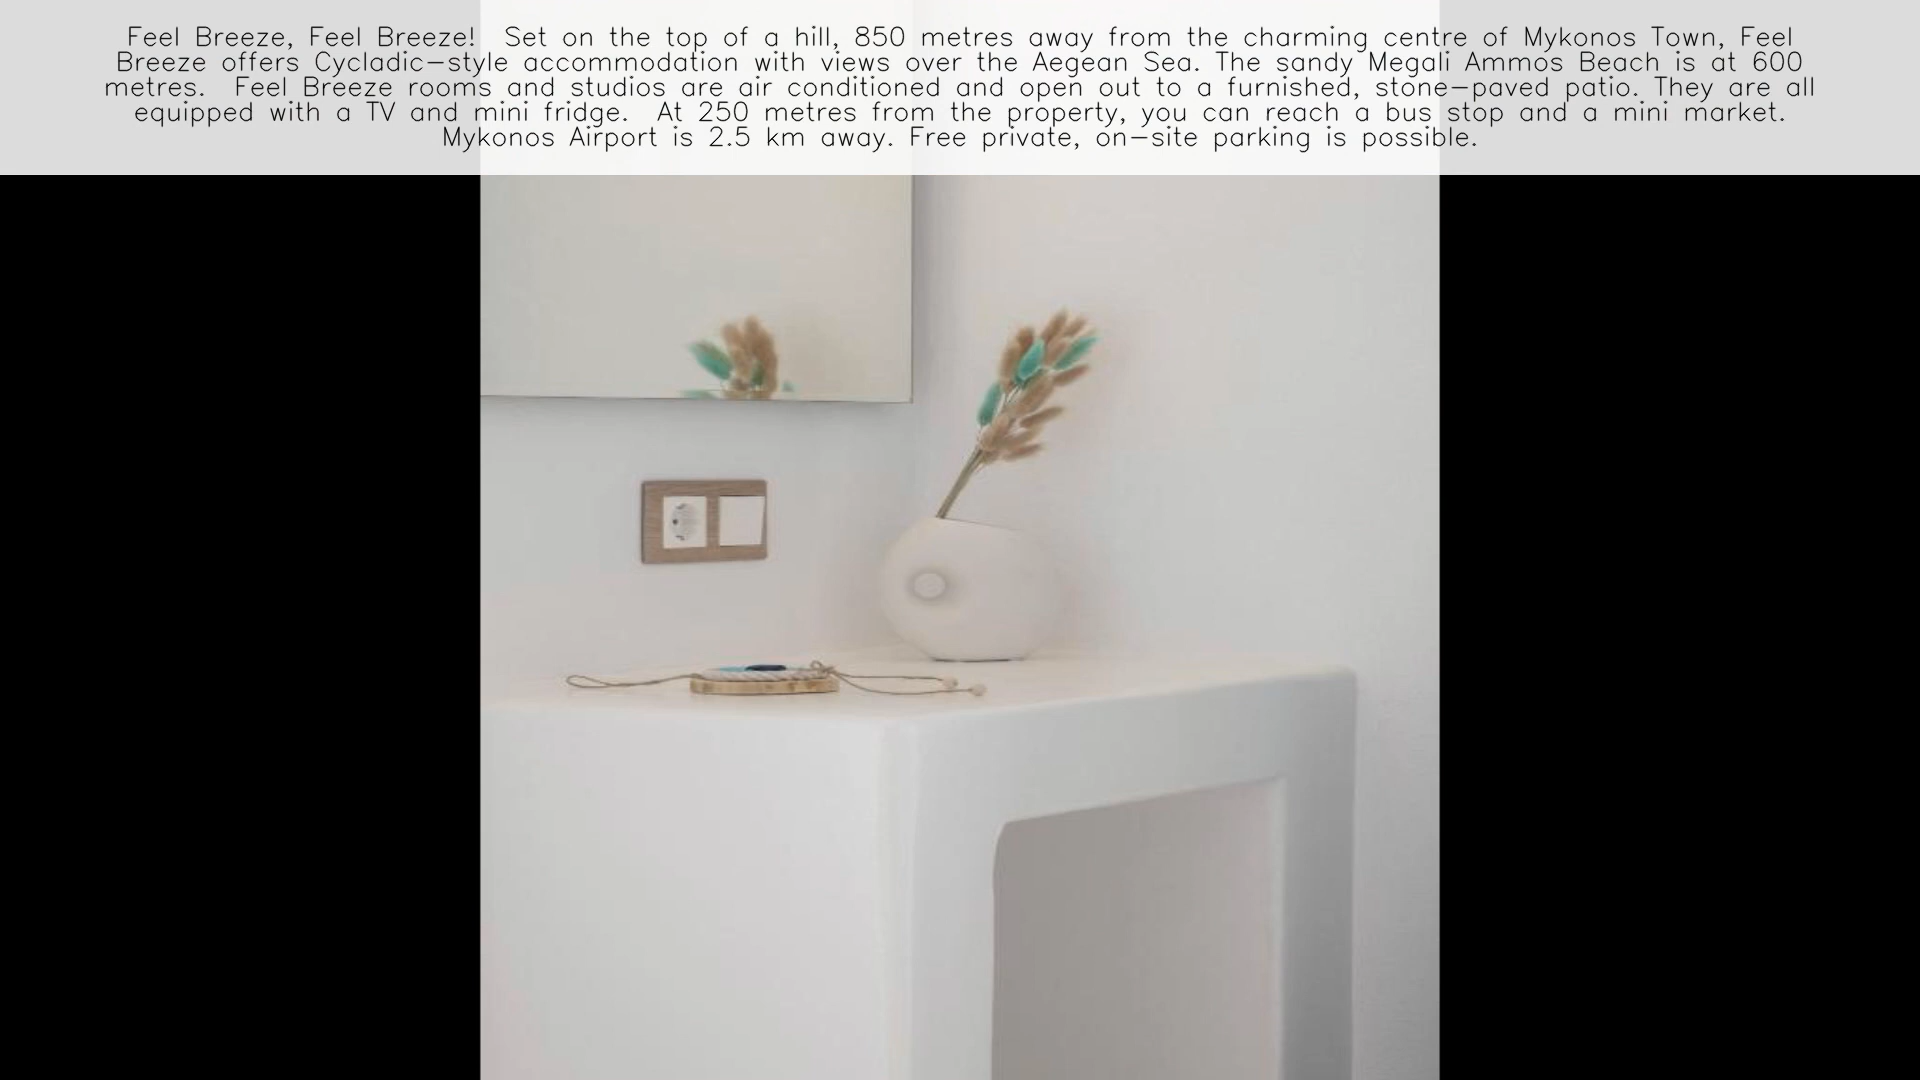 Feel Breeze, Feel Breeze!  Set on the top of a hill, 850 metres away from the charming centre of Mykonos Town, Feel
Breeze offers Cycladic-style accommodation with views over the Aegean Sea. The sandy Megali Ammos Beach is at 600
metres.  Feel Breeze rooms and studios are air conditioned and open out to a furnished, stone-paved patio. They are all
equipped with a TV and mini fridge.  At 250 metres from the property, you can reach a bus stop and a mini market.
Mykonos Airport is 2.5 km away. Free private, on-site parking is possible.